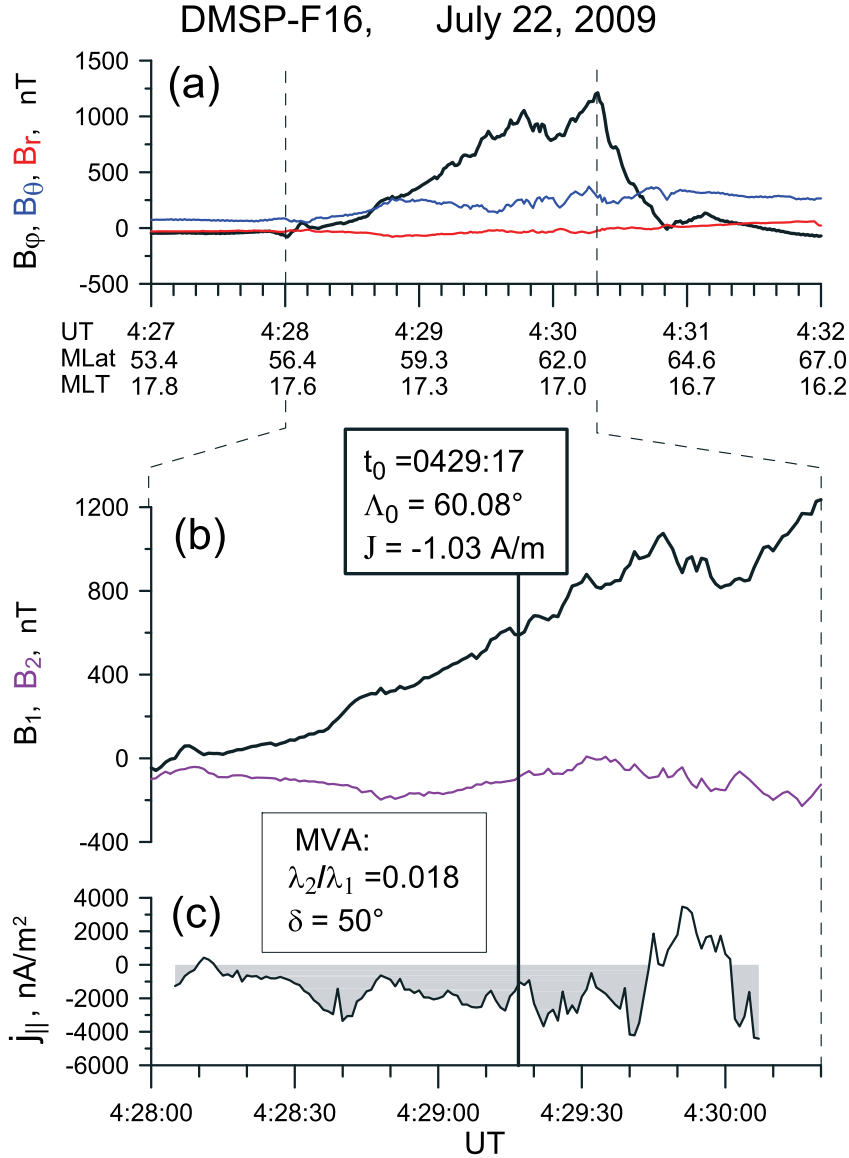 DMSP-F16, July 22, 2009
(a)
Bφ, Bθ, Br, nT
1500
1000
500
0
-500
UT 4:27 4:28 4:29 4:30 4:31 4:32
MLat 53.4 56.4 59.3 62.0 64.6 67.0
MLT 17.8 17.6 17.3 17.0 16.7 16.2
t0 =0429:17
Λ0 = 60.08°
J = -1.03 A/m
(b)
B1, B2, nT
1200
800
400
0
-400
MVA:
λ2/λ1 =0.018
δ = 50°
(c)
j||, nA/m²
4000
2000
0
-2000
-4000
-6000
4:28:00 4:28:30 4:29:00 4:29:30 4:30:00
UT